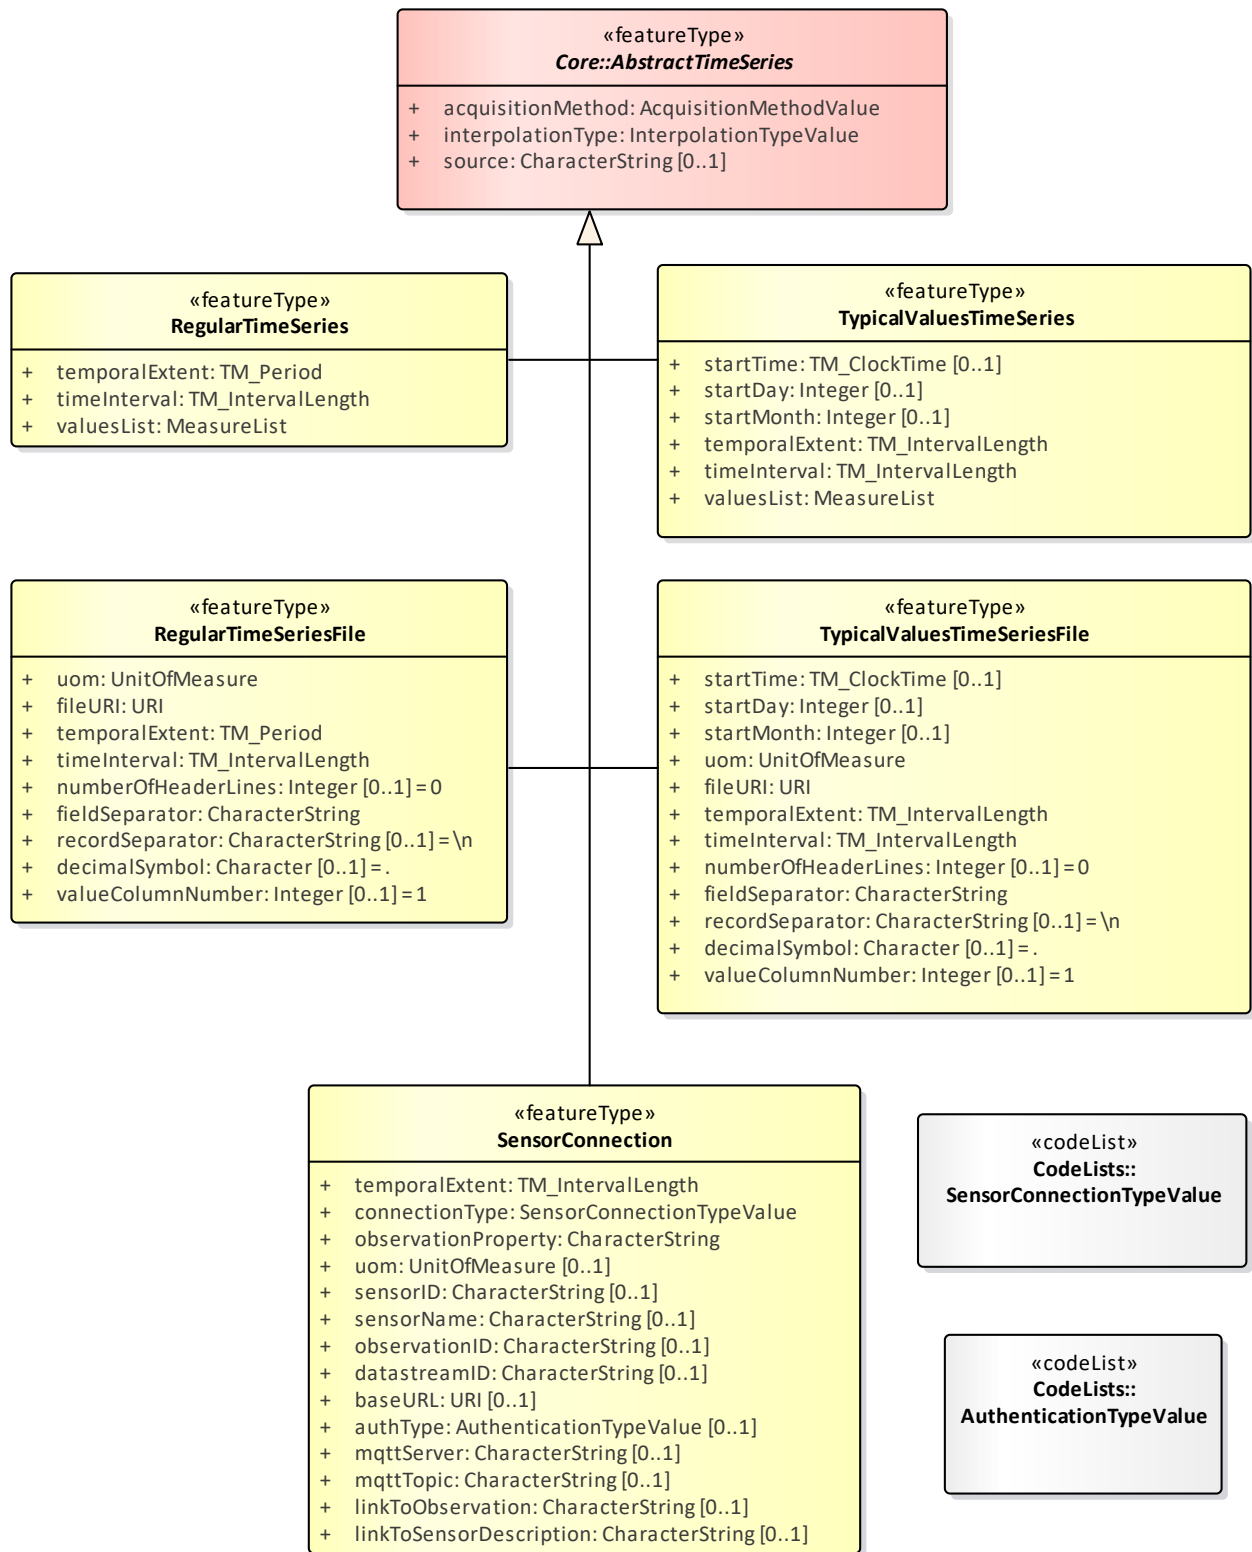 «featureType»
Core::AbstractTimeSeries
+ acquisitionMethod: AcquisitionMethodValue
+ interpolationType: InterpolationTypeValue
+ source: CharacterString [0..1]
«featureType»
RegularTimeSeries
+ temporalExtent: TM_Period
+ timeInterval: TM_IntervalLength
+ valuesList: MeasureList
«featureType»
TypicalValuesTimeSeries
+ startTime: TM_ClockTime [0..1]
+ startDay: Integer [0..1]
+ startMonth: Integer [0..1]
+ temporalExtent: TM_IntervalLength
+ timeInterval: TM_IntervalLength
+ valuesList: MeasureList
«featureType»
RegularTimeSeriesFile
+ uom: UnitOfMeasure
+ fileURI: URI
+ temporalExtent: TM_Period
+ timeInterval: TM_IntervalLength
+ numberOfHeaderLines: Integer [0..1] = 0
+ fieldSeparator: CharacterString
+ recordSeparator: CharacterString [0..1] = \n
+ decimalSymbol: Character [0..1] = .
+ valueColumnNumber: Integer [0..1] = 1
«featureType»
TypicalValuesTimeSeriesFile
+ startTime: TM_ClockTime [0..1]
+ startDay: Integer [0..1]
+ startMonth: Integer [0..1]
+ uom: UnitOfMeasure
+ fileURI: URI
+ temporalExtent: TM_IntervalLength
+ timeInterval: TM_IntervalLength
+ numberOfHeaderLines: Integer [0..1] = 0
+ fieldSeparator: CharacterString
+ recordSeparator: CharacterString [0..1] = \n
+ decimalSymbol: Character [0..1] = .
+ valueColumnNumber: Integer [0..1] = 1
«featureType»
SensorConnection
+ temporalExtent: TM_IntervalLength
+ connectionType: SensorConnectionTypeValue
+ observationProperty: CharacterString
+ uom: UnitOfMeasure [0..1]
+ sensorID: CharacterString [0..1]
+ sensorName: CharacterString [0..1]
+ observationID: CharacterString [0..1]
+ datastreamID: CharacterString [0..1]
+ baseURL: URI [0..1]
+ authType: AuthenticationTypeValue [0..1]
+ mqttServer: CharacterString [0..1]
+ mqttTopic: CharacterString [0..1]
+ linkToObservation: CharacterString [0..1]
+ linkToSensorDescription: CharacterString [0..1]
«codeList»
CodeLists::
SensorConnectionTypeValue
«codeList»
CodeLists::
AuthenticationTypeValue